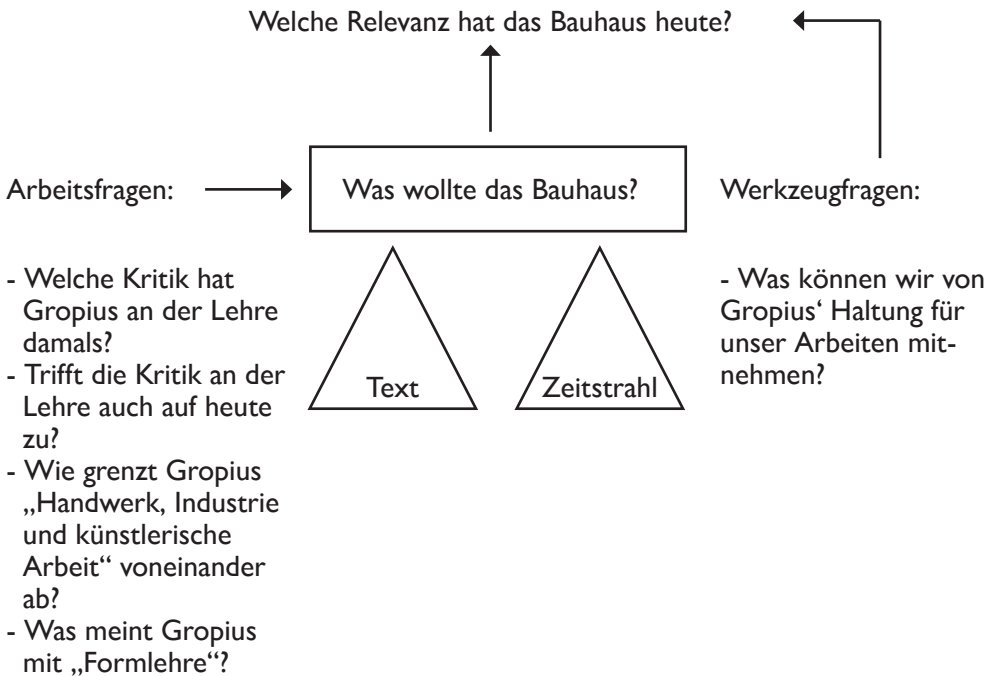 Welche Relevanz hat das Bauhaus heute?
Arbeitsfragen:
Was wollte das Bauhaus?
Werkzeugfragen:
- Welche Kritik hat
Gropius an der Lehre
damals?
- Trifft die Kritik an der
Lehre auch auf heute
zu?
- Wie grenzt Gropius
„Handwerk, Industrie
und künstlerische
Arbeit“ voneinander
ab?
- Was meint Gropius
mit „Formlehre“?
Text
Zeitstrahl
- Was können wir von
Gropius‘ Haltung für
unser Arbeiten mit-
nehmen?